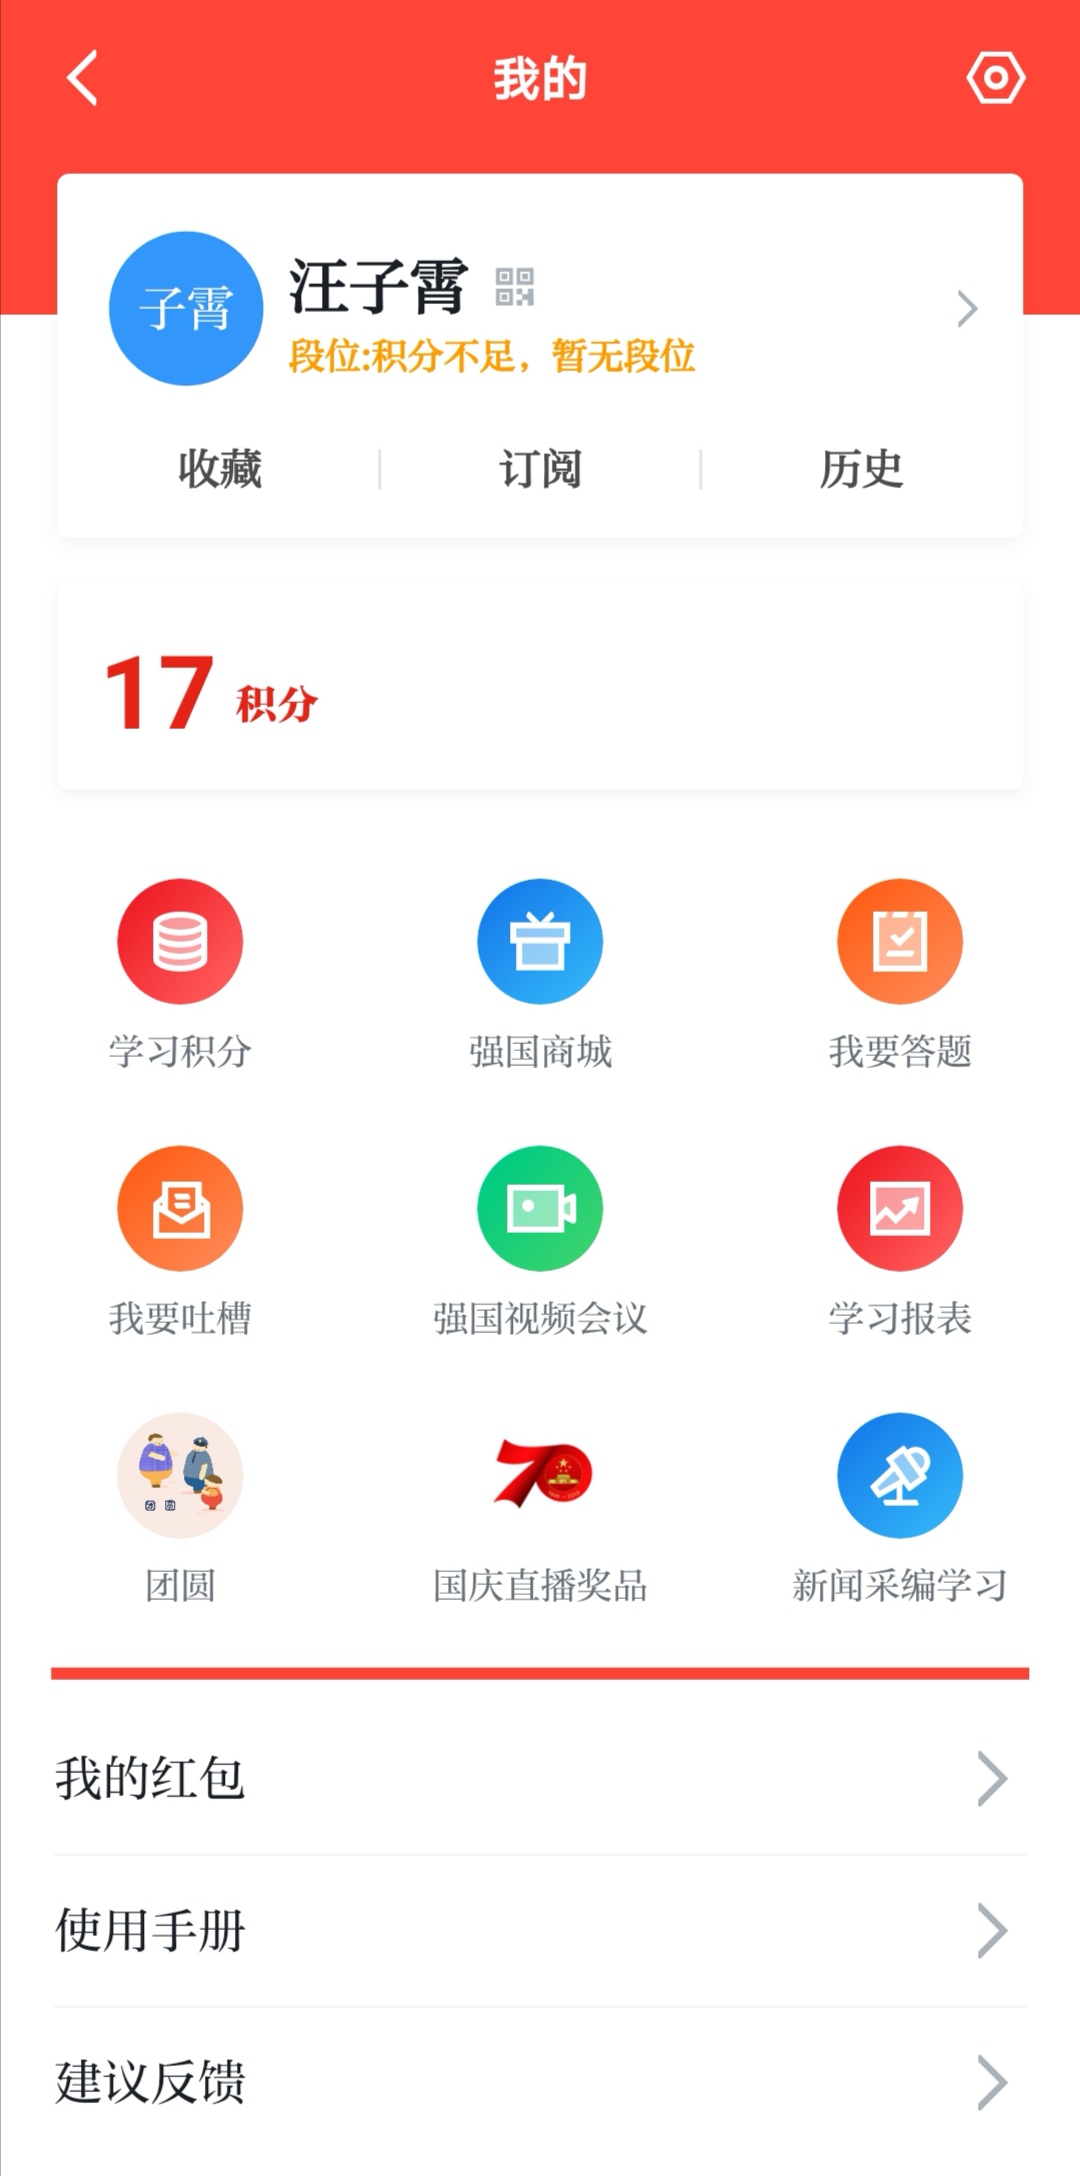 我的
子霄
汪子霄
段位:积分不足，暂无段位
收藏 订阅 历史
17 积分
学习积分 强国商城 我要答题
我要吐槽 强国视频会议 学习报表
团圆
70
团圆 国庆直播奖品 新闻采编学习
我的红包
使用手册
建议反馈